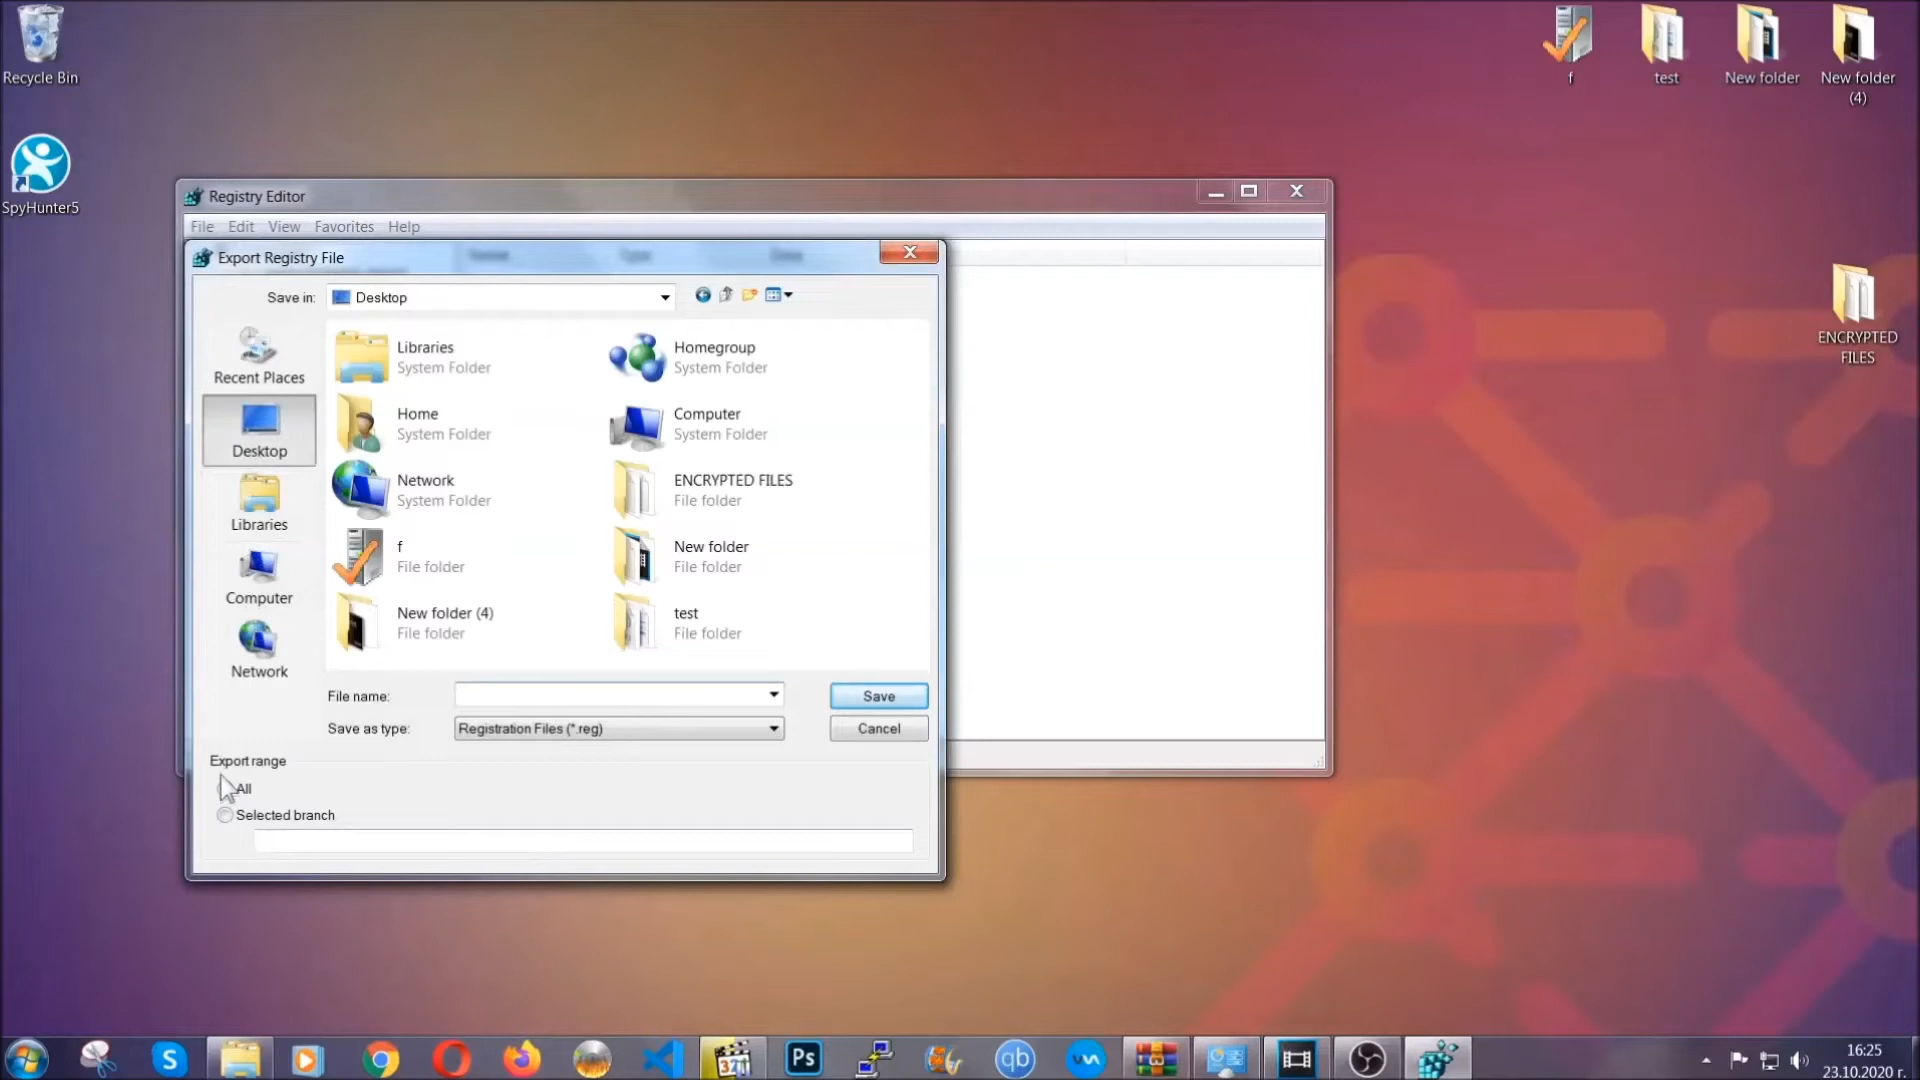 Recycle Bin
SpyHunter5
f
test
New folder
New folder
(4)
ENCRYPTED
FILES
Registry Editor
File Edit View Favorites Help
Export Registry File
Save in:
Desktop
Recent Places
Desktop
Libraries
Computer
Network
Libraries
System Folder
Homegroup
System Folder
Home
System Folder
Computer
System Folder
Network
System Folder
ENCRYPTED FILES
File folder
f
File folder
New folder
File folder
New folder (4)
File folder
test
File folder
File name:
Save
Save as type:
Registration Files (*.reg)
Cancel
Export range
All
Selected branch
S
321
Ps
qb
16:25
23.10.2020 г.